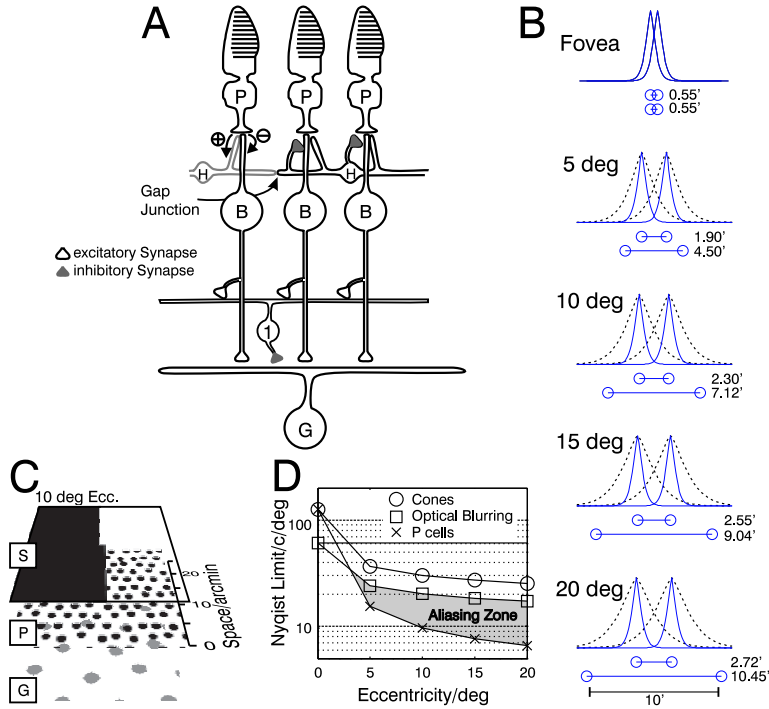 A
P
P
P
+
−
H
H
Gap
Junction
B
B
B
excitatory Synapse
inhibitory Synapse
1
G
B
Fovea
0.55'
0.55'
5 deg
1.90'
4.50'
10 deg
2.30'
7.12'
15 deg
2.55'
9.04'
20 deg
2.72'
10.45'
10'
C
10 deg Ecc.
S
P
G
20
10
0
Space/arcmin
D
Cones
Optical Blurring
P cells
Aliasing Zone
Nyqist Limit/c/deg
100
10
0
5
10
15
20
Eccentricity/deg